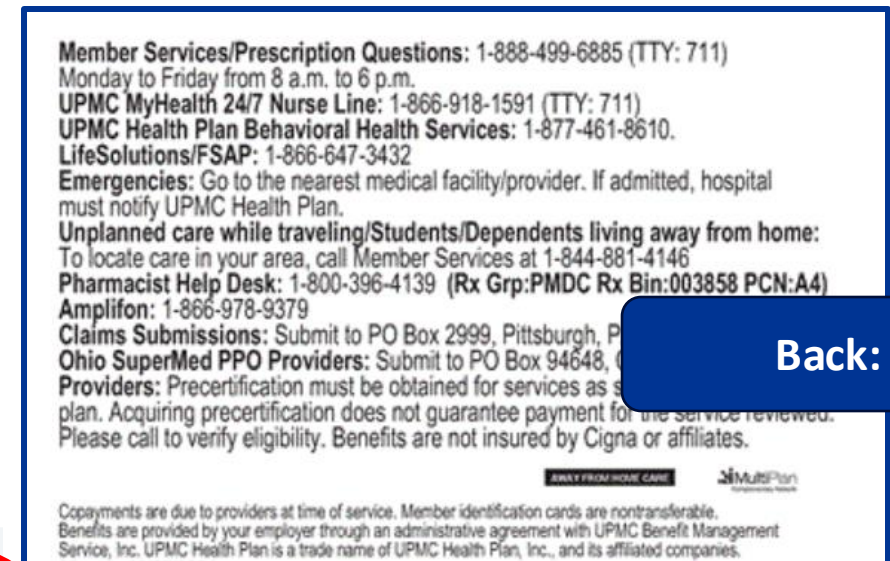 Member Services/Prescription Questions: 1-888-499-6885 (TTY: 711)
Monday to Friday from 8 a.m. to 6 p.m.
UPMC MyHealth 24/7 Nurse Line: 1-866-918-1591 (TTY: 711)
UPMC Health Plan Behavioral Health Services: 1-877-461-8610.
LifeSolutions/FSAP: 1-866-647-3432
Emergencies: Go to the nearest medical facility/provider. If admitted, hospital
must notify UPMC Health Plan.
Unplanned care while traveling/Students/Dependents living away from home:
To locate care in your area, call Member Services at 1-844-881-4146
Pharmacist Help Desk: 1-800-396-4139 (Rx Grp:PMDC Rx Bin:003858 PCN:A4)
Amplifon: 1-866-978-9379
Claims Submissions: Submit to PO Box 2999, Pittsburgh,
Ohio SuperMed PPO Providers: Submit to PO Box 94648,
Back:
Providers: Precertification must be obtained for services as
plan. Acquiring precertification does not guarantee payment for the service reviewed.
Please call to verify eligibility. Benefits are not insured by Cigna or affiliates.
AWAY FROM HOME CARE MultiPlan
Copayments are due to providers at time of service. Member identification cards are nontransferable.
Benefits are provided by your employer through an administrative agreement with UPMC Benefit Management
Service, Inc. UPMC Health Plan is a trade name of UPMC Health Plan, Inc., and its affiliated companies.